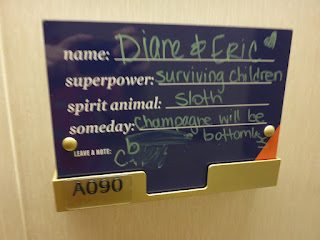 name: Diane & Eric
superpower: surviving children
spirit animal: sloth
someday: champagne will be
bottomless
LEAVE A NOTE:
A090